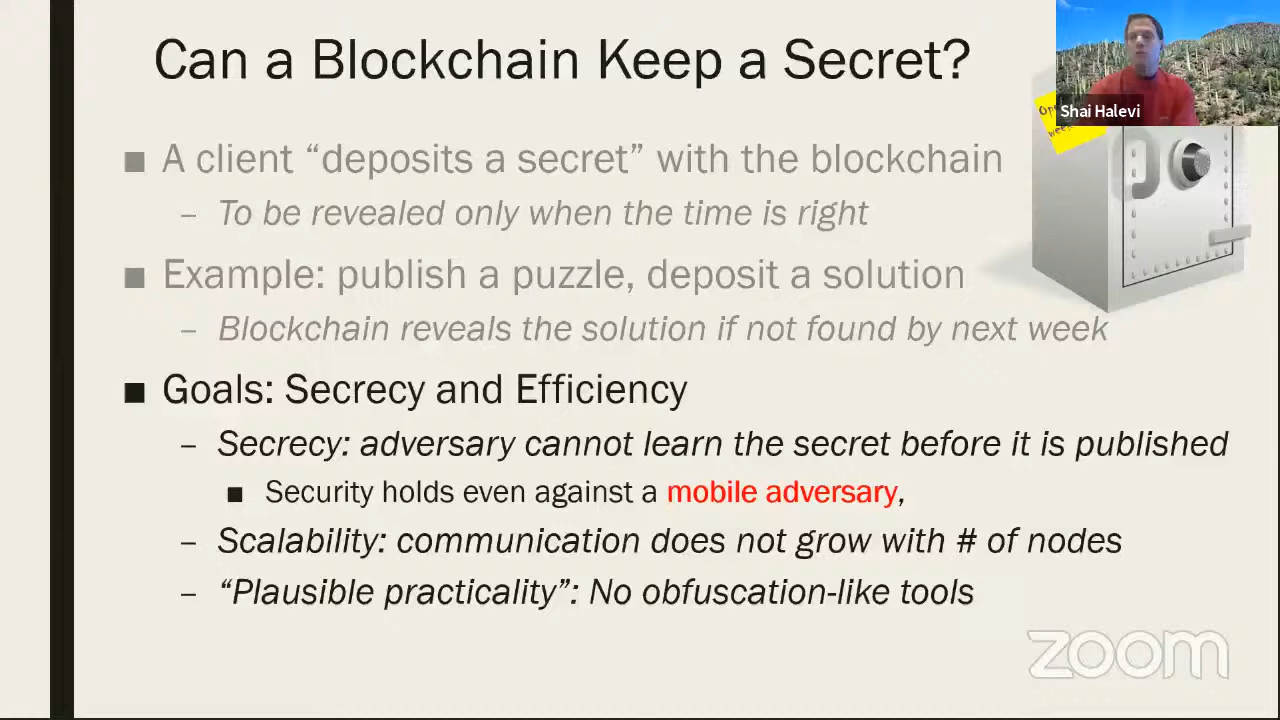 Can a Blockchain Keep a Secret?
Shai Halevi
■ A client “deposits a secret” with the blockchain
– To be revealed only when the time is right
■ Example: publish a puzzle, deposit a solution
– Blockchain reveals the solution if not found by next week
■ Goals: Secrecy and Efficiency
– Secrecy: adversary cannot learn the secret before it is published
■ Security holds even against a mobile adversary,
– Scalability: communication does not grow with # of nodes
– “Plausible practicality”: No obfuscation-like tools
zoom